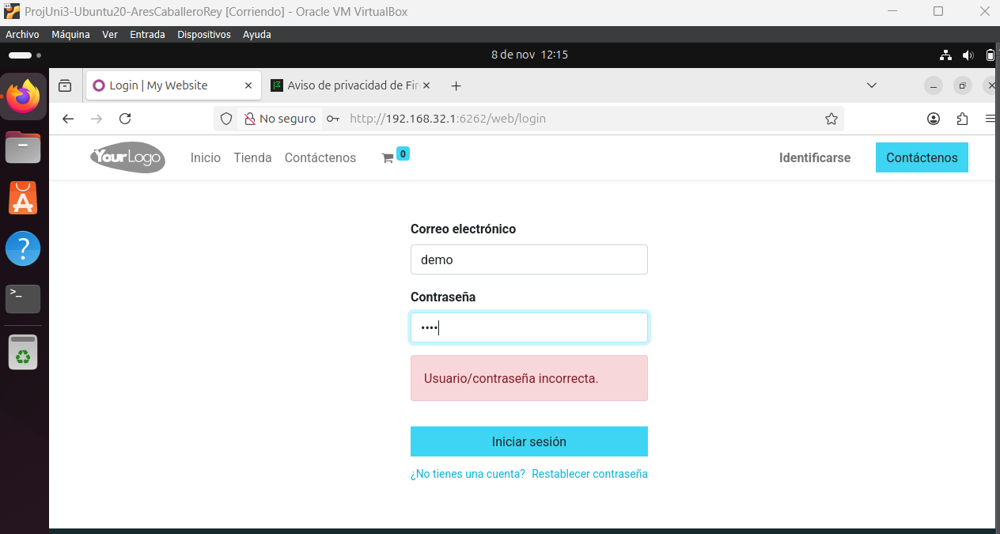 ProjUni3-Ubuntu20-AresCaballeroRey [Corriendo] - Oracle VM VirtualBox
Archivo Máquina Ver Entrada Dispositivos Ayuda
8 de nov 12:15
Login | My Website
Aviso de privacidad de Fir
No seguro
http://192.168.32.1:6262/web/login
YourLogo Inicio Tienda Contáctenos 0 Identificarse Contáctenos
Correo electrónico
demo
Contraseña
••••
Usuario/contraseña incorrecta.
Iniciar sesión
¿No tienes una cuenta? Restablecer contraseña